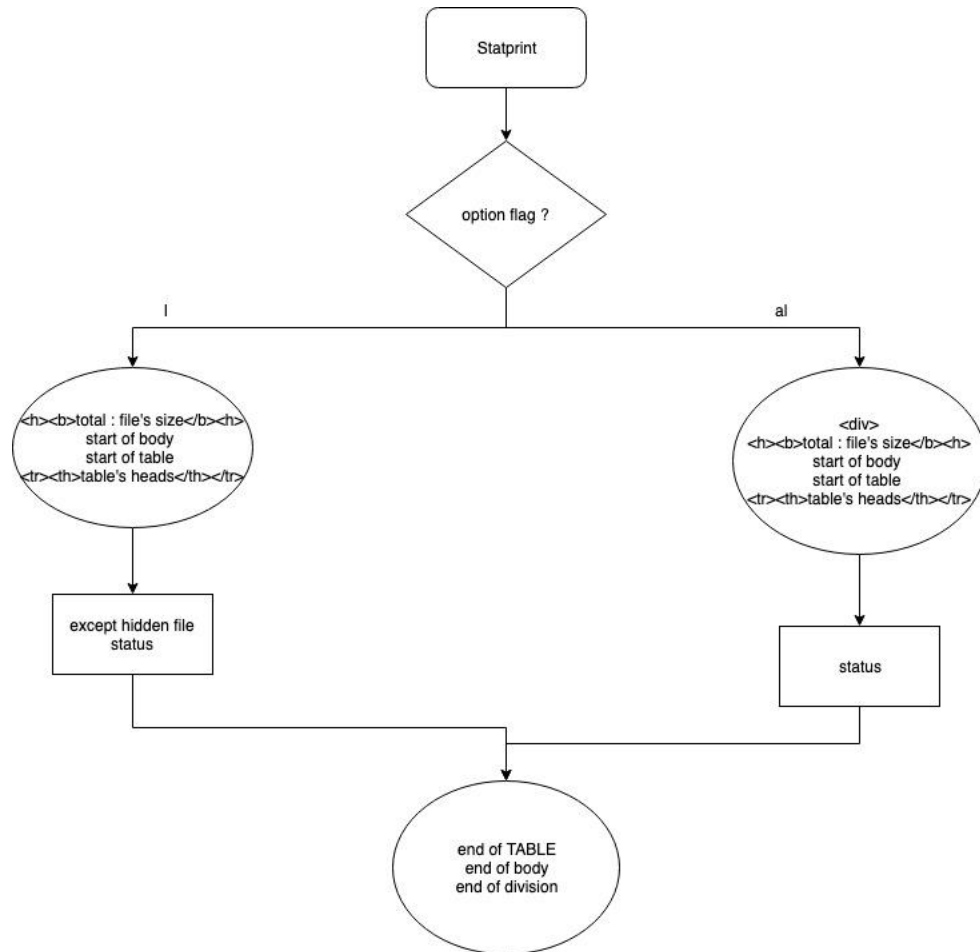 Statprint
option flag ?
l
al
<h><b>total : file's size</b><h>
start of body
start of table
<tr><th>table's heads</th></tr>
<div>
<h><b>total : file's size</b><h>
start of body
start of table
<tr><th>table's heads</th></tr>
except hidden file
status
status
end of TABLE
end of body
end of division